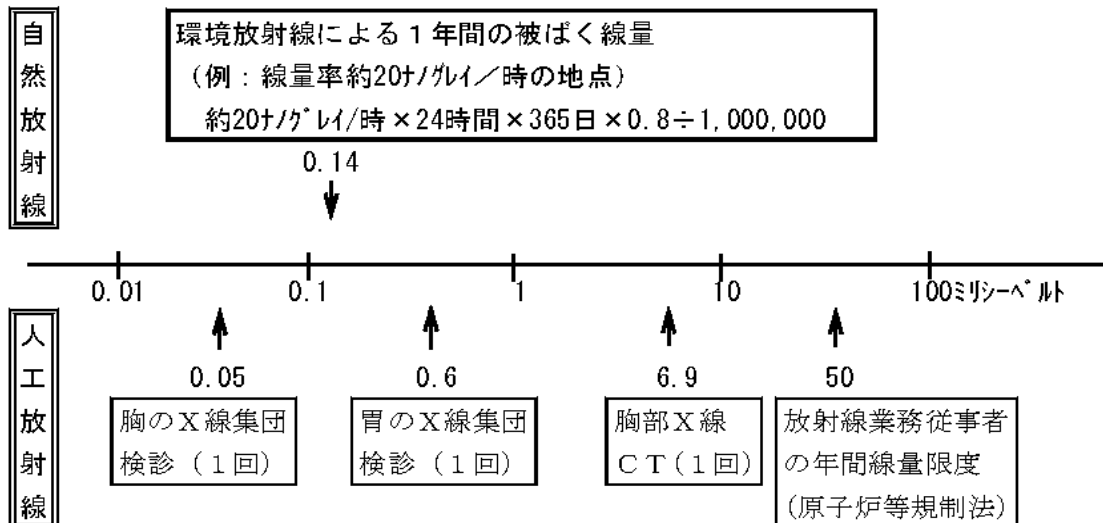 自然放射線
環境放射線による1年間の被ばく線量
(例:線量率約20ナノグレイ/時の地点)
約20ナノグレイ/時×24時間×365日×0.8÷1,000,000
0.14
0.01 0.1 1 10 100ミリシーベルト
人工放射線
0.05 0.6 6.9 50
胸のX線集団
検診(1回)
胃のX線集団
検診(1回)
胸部X線
CT(1回)
放射線業務従事者
の年間線量限度
(原子炉等規制法)